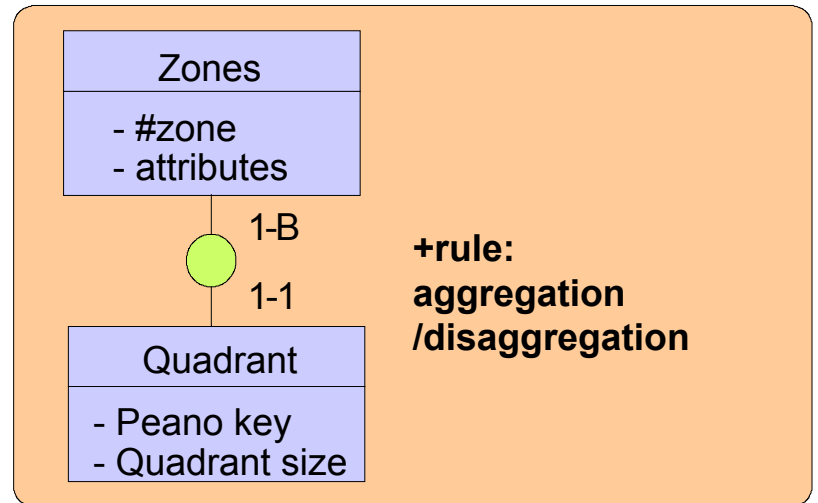 Zones
- #zone
- attributes
1-B
+rule:
aggregation
/disaggregation
1-1
Quadrant
- Peano key
- Quadrant size